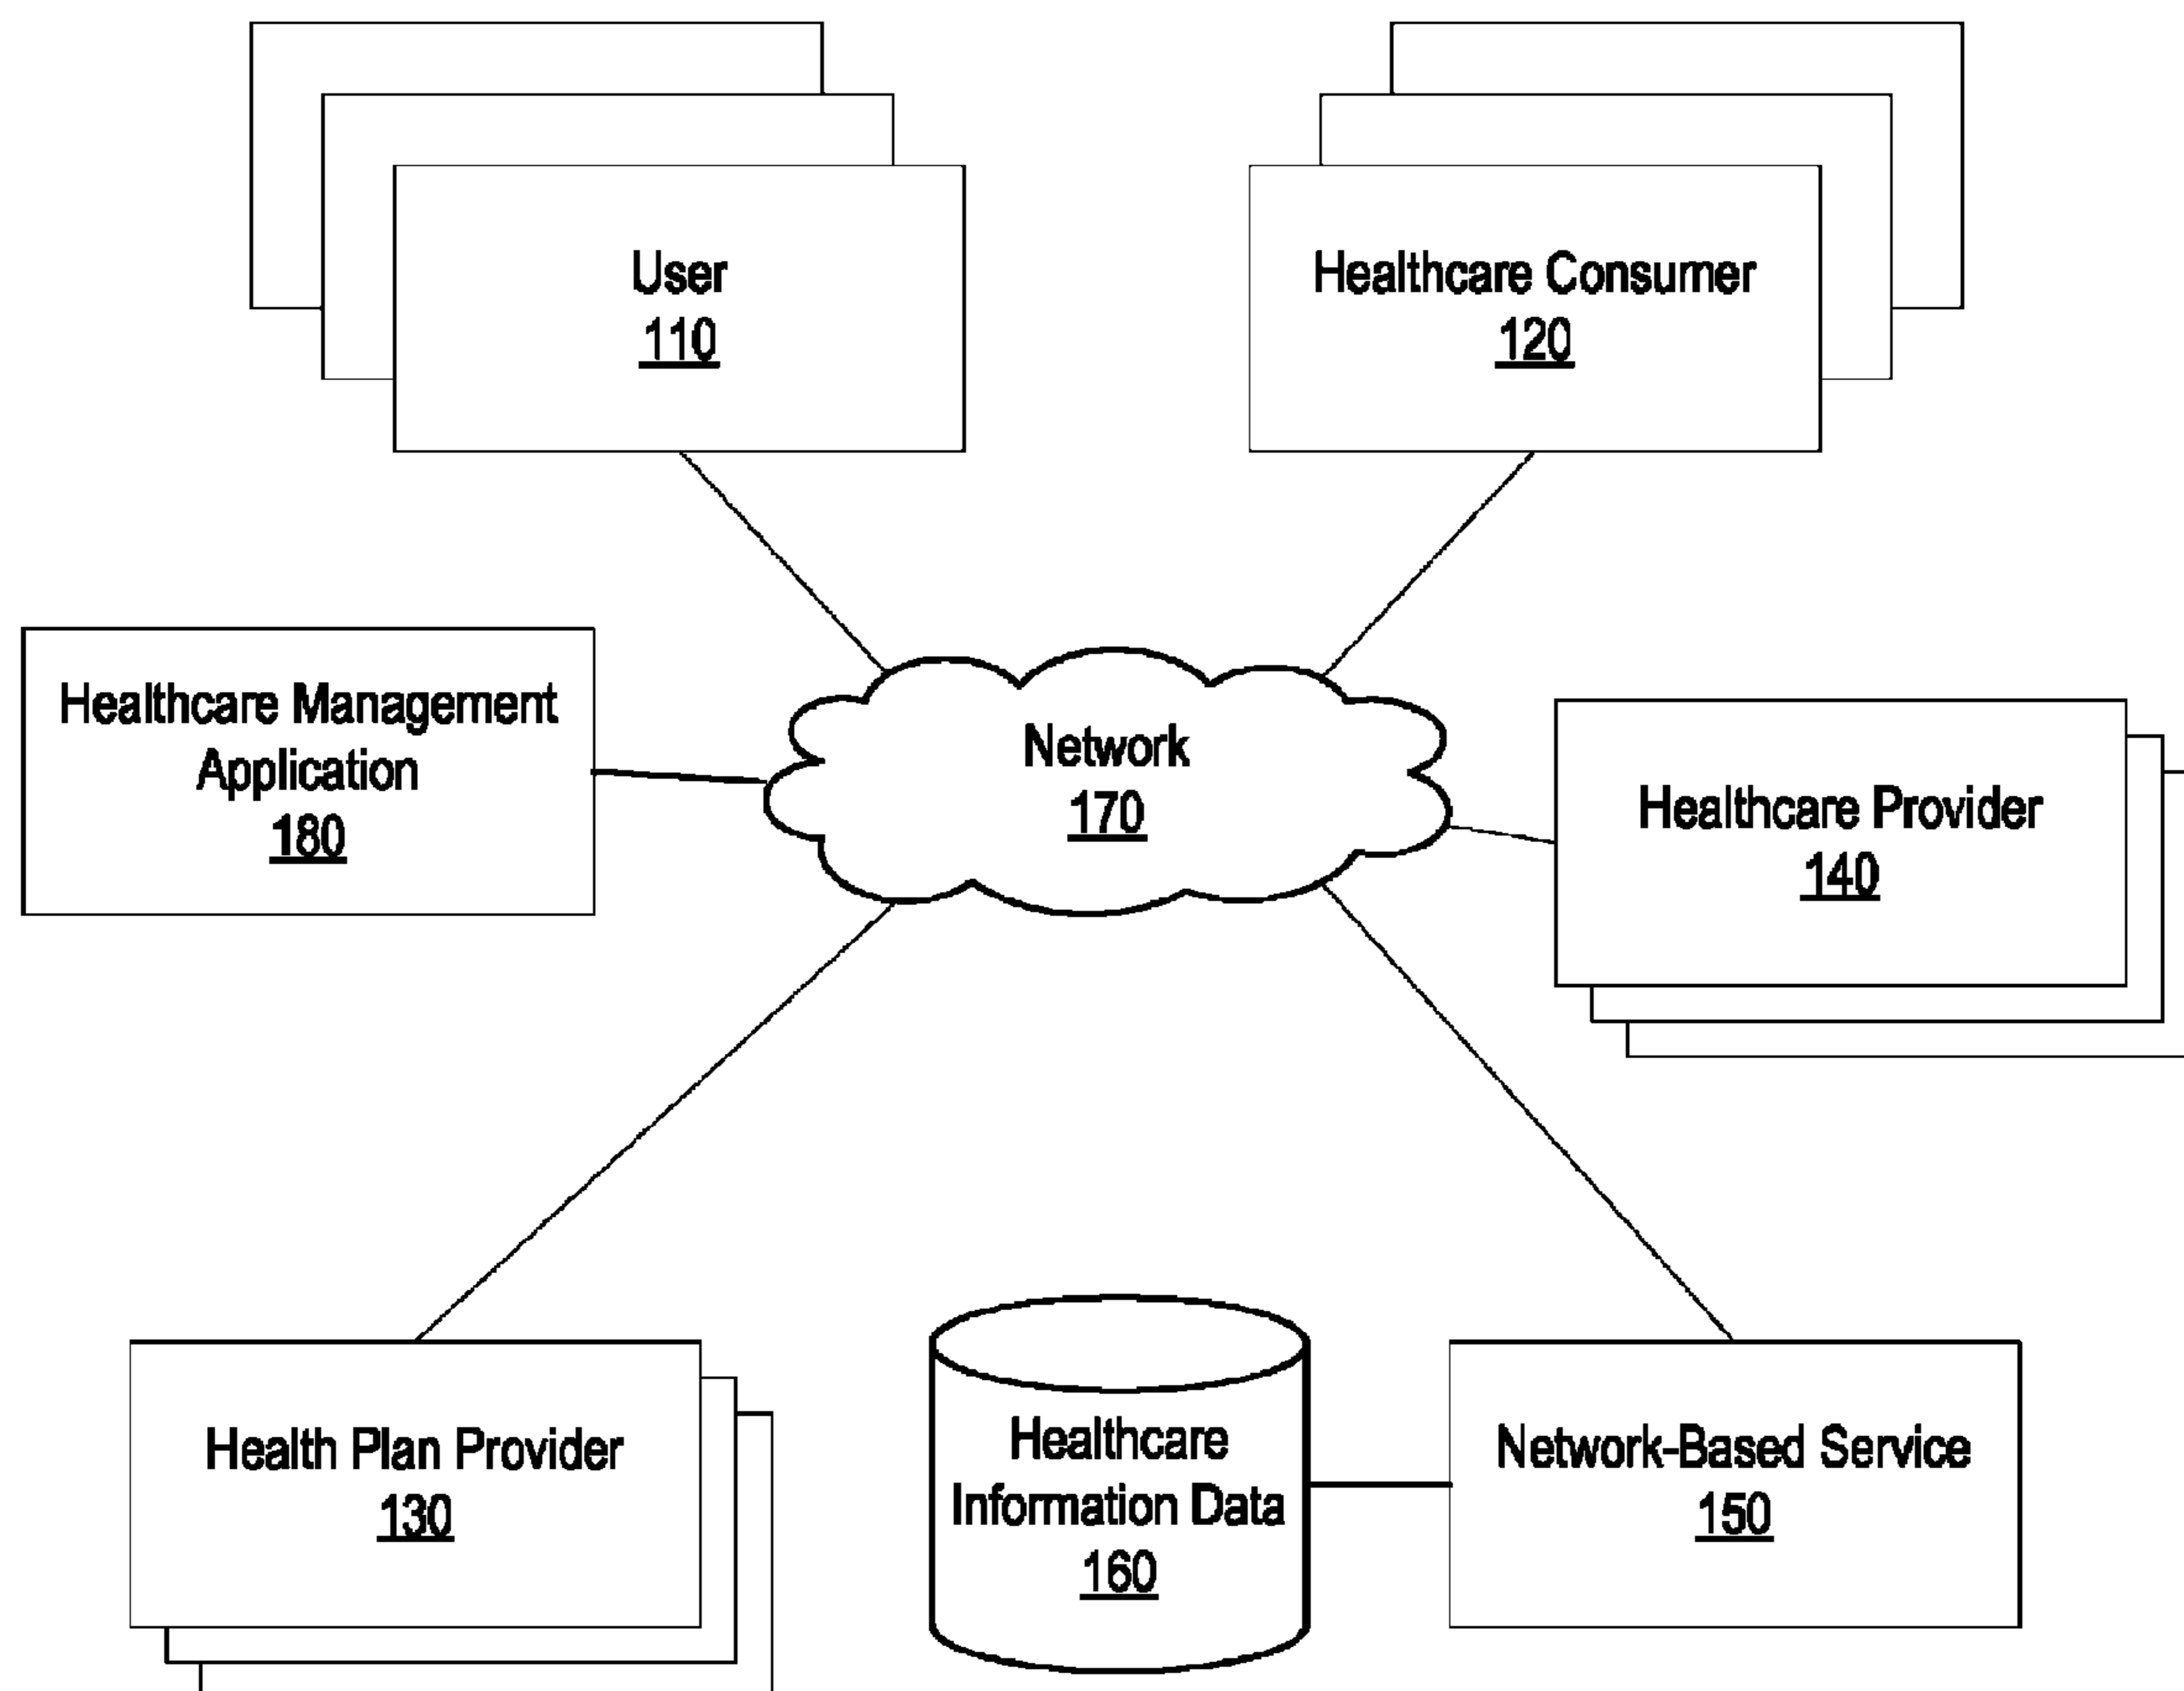 User
110
Healthcare Consumer
120
Healthcare Management
Application
180
Network
170
Healthcare Provider
140
Health Plan Provider
130
Healthcare
Information Data
160
Network-Based Service
150